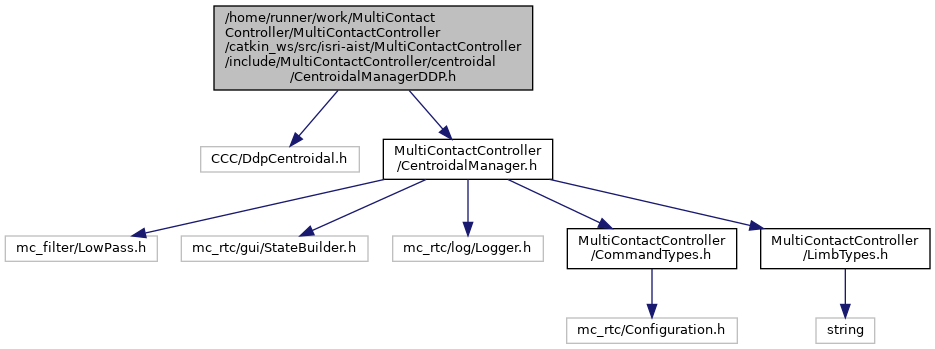 /home/runner/work/MultiContact
Controller/MultiContactController
/catkin_ws/src/isri-aist/MultiContactController
/include/MultiContactController/centroidal
/CentroidalManagerDDP.h
CCC/DdpCentroidal.h
MultiContactController
/CentroidalManager.h
mc_filter/LowPass.h
mc_rtc/gui/StateBuilder.h
mc_rtc/log/Logger.h
MultiContactController
/CommandTypes.h
MultiContactController
/LimbTypes.h
mc_rtc/Configuration.h
string